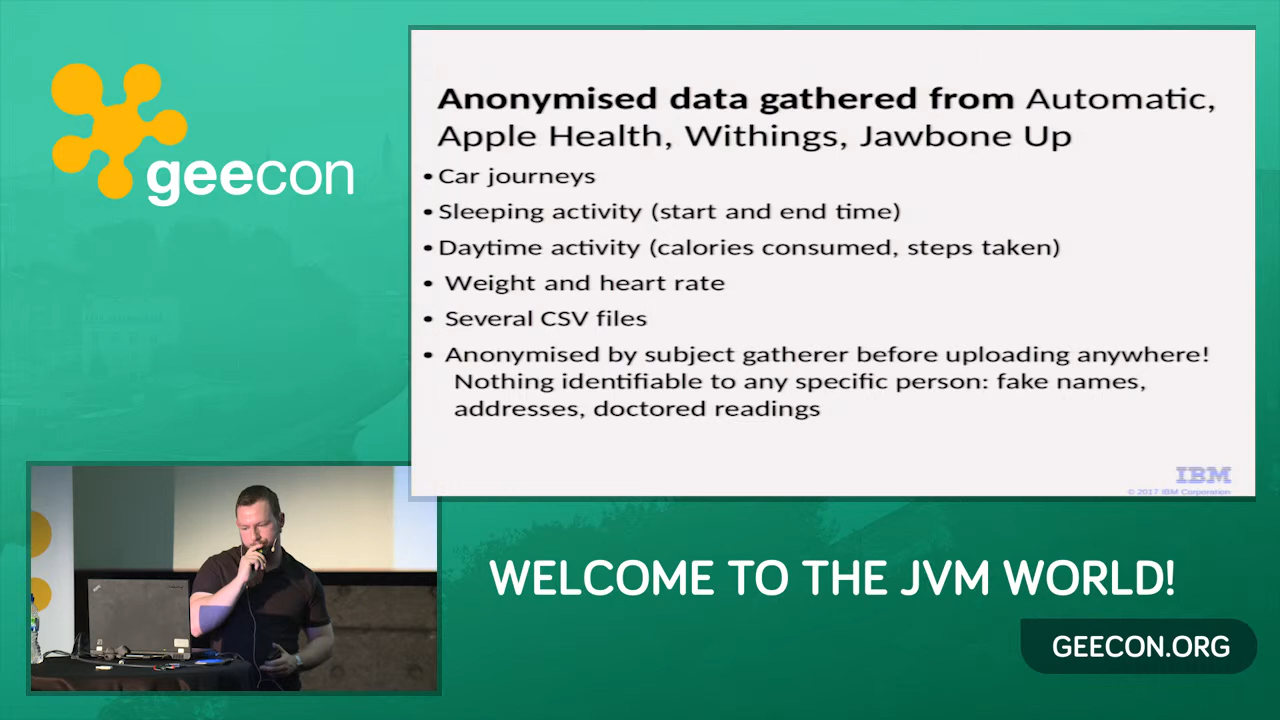 geecon
Anonymised data gathered from Automatic,
Apple Health, Withings, Jawbone Up
• Car journeys
• Sleeping activity (start and end time)
• Daytime activity (calories consumed, steps taken)
• Weight and heart rate
• Several CSV files
• Anonymised by subject gatherer before uploading anywhere!
Nothing identifiable to any specific person: fake names,
addresses, doctored readings
IBM
© 2017 IBM Corporation
WELCOME TO THE JVM WORLD!
GEECON.ORG